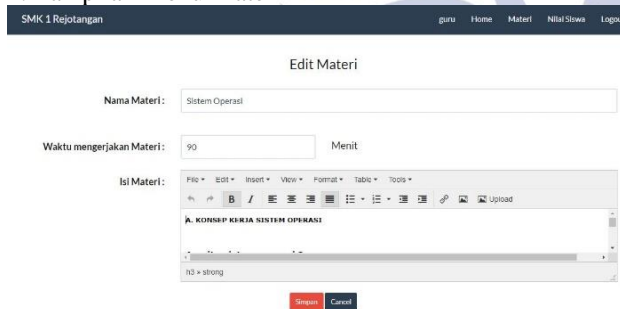 SMK 1 Rejotangan guru Home Materi Nilai Siswa
Edit Materi
Nama Materi : Sistem Operasi
Waktu mengerjakan Materi : 90 Menit
Isi Materi : File Edit Insert View Format Table Tools
B I Upload
A. KONSEP KERJA SISTEM OPERASI
h3 » strong
Simpan Cancel